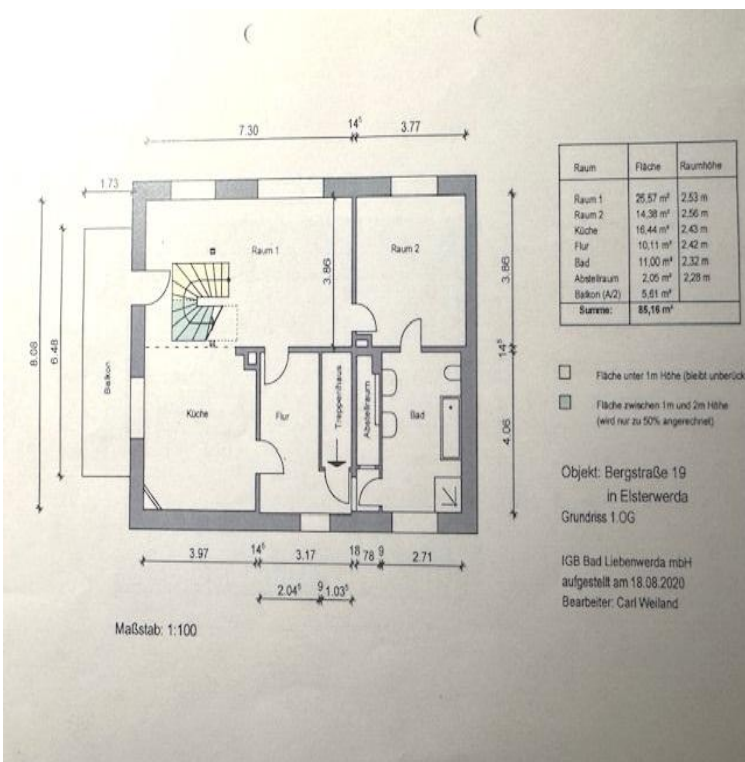 7.30
14⁵
3.77
1.73
8.08
6.48
Balkon
Raum 1
3.86
Raum 2
3.86
14⁵
4.06
Küche
Flur
Treppenhaus
Abstellraum
Bad
3.97
14⁵
3.17
18
78
9
2.71
2.04⁵
9
1.03⁵
Maßstab: 1:100
Raum Fläche Raumhöhe
Raum 1 25,57 m² 2,53 m
Raum 2 14,38 m² 2,56 m
Küche 16,44 m² 2,43 m
Flur 10,11 m² 2,42 m
Bad 11,00 m² 2,32 m
Abstellraum 2,05 m² 2,28 m
Balkon (A/2) 5,61 m²
Summe: 85,16 m²
Fläche unter 1m Höhe (bleibt unberück
Fläche zwischen 1m und 2m Höhe
(wird nur zu 50% angerechnet)
Objekt: Bergstraße 19
in Elsterwerda
Grundriss 1.OG
IGB Bad Liebenwerda mbH
aufgestellt am 18.08.2020
Bearbeiter: Carl Weiland